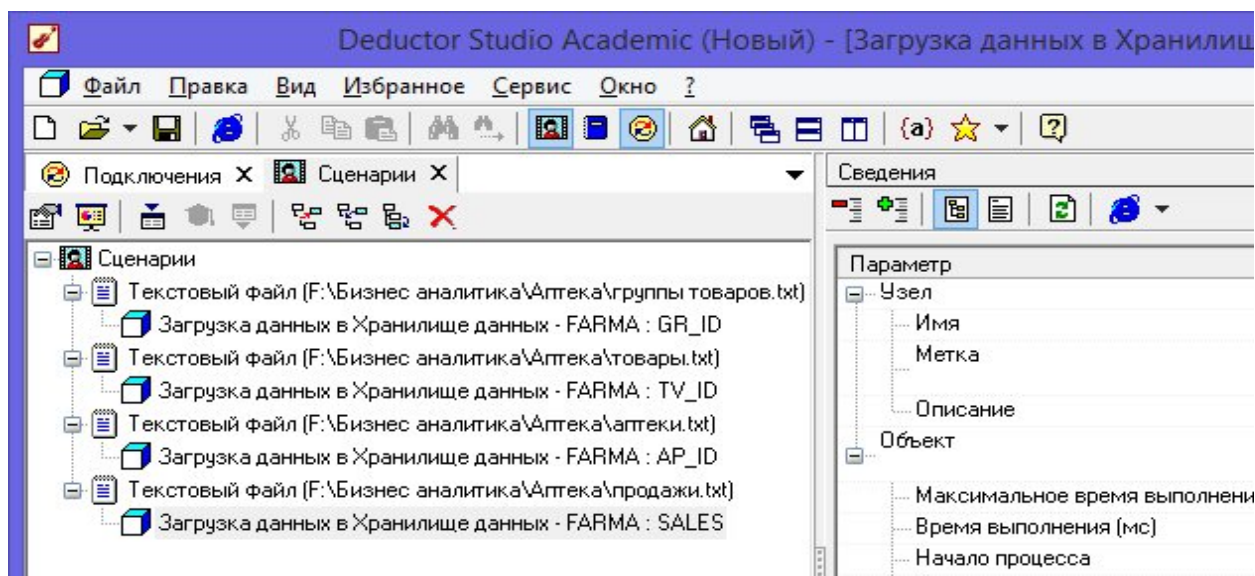 Deductor Studio Academic (Новый) - [Загрузка данных в Хранилищ
Файл Правка Вид Избранное Сервис Окно ?
{a}
Подключения X Сценарии X
Сведения
Сценарии
Текстовый файл (F:\Бизнес аналитика\Аптека\группы товаров.txt)
Загрузка данных в Хранилище данных - FARMA : GR_ID
Текстовый файл (F:\Бизнес аналитика\Аптека\товары.txt)
Загрузка данных в Хранилище данных - FARMA : TV_ID
Текстовый файл (F:\Бизнес аналитика\Аптека\аптеки.txt)
Загрузка данных в Хранилище данных - FARMA : AP_ID
Текстовый файл (F:\Бизнес аналитика\Аптека\продажи.txt)
Загрузка данных в Хранилище данных - FARMA : SALES
Параметр
Узел
Имя
Метка
Описание
Объект
Максимальное время выполнени
Время выполнения (мс)
Начало процесса